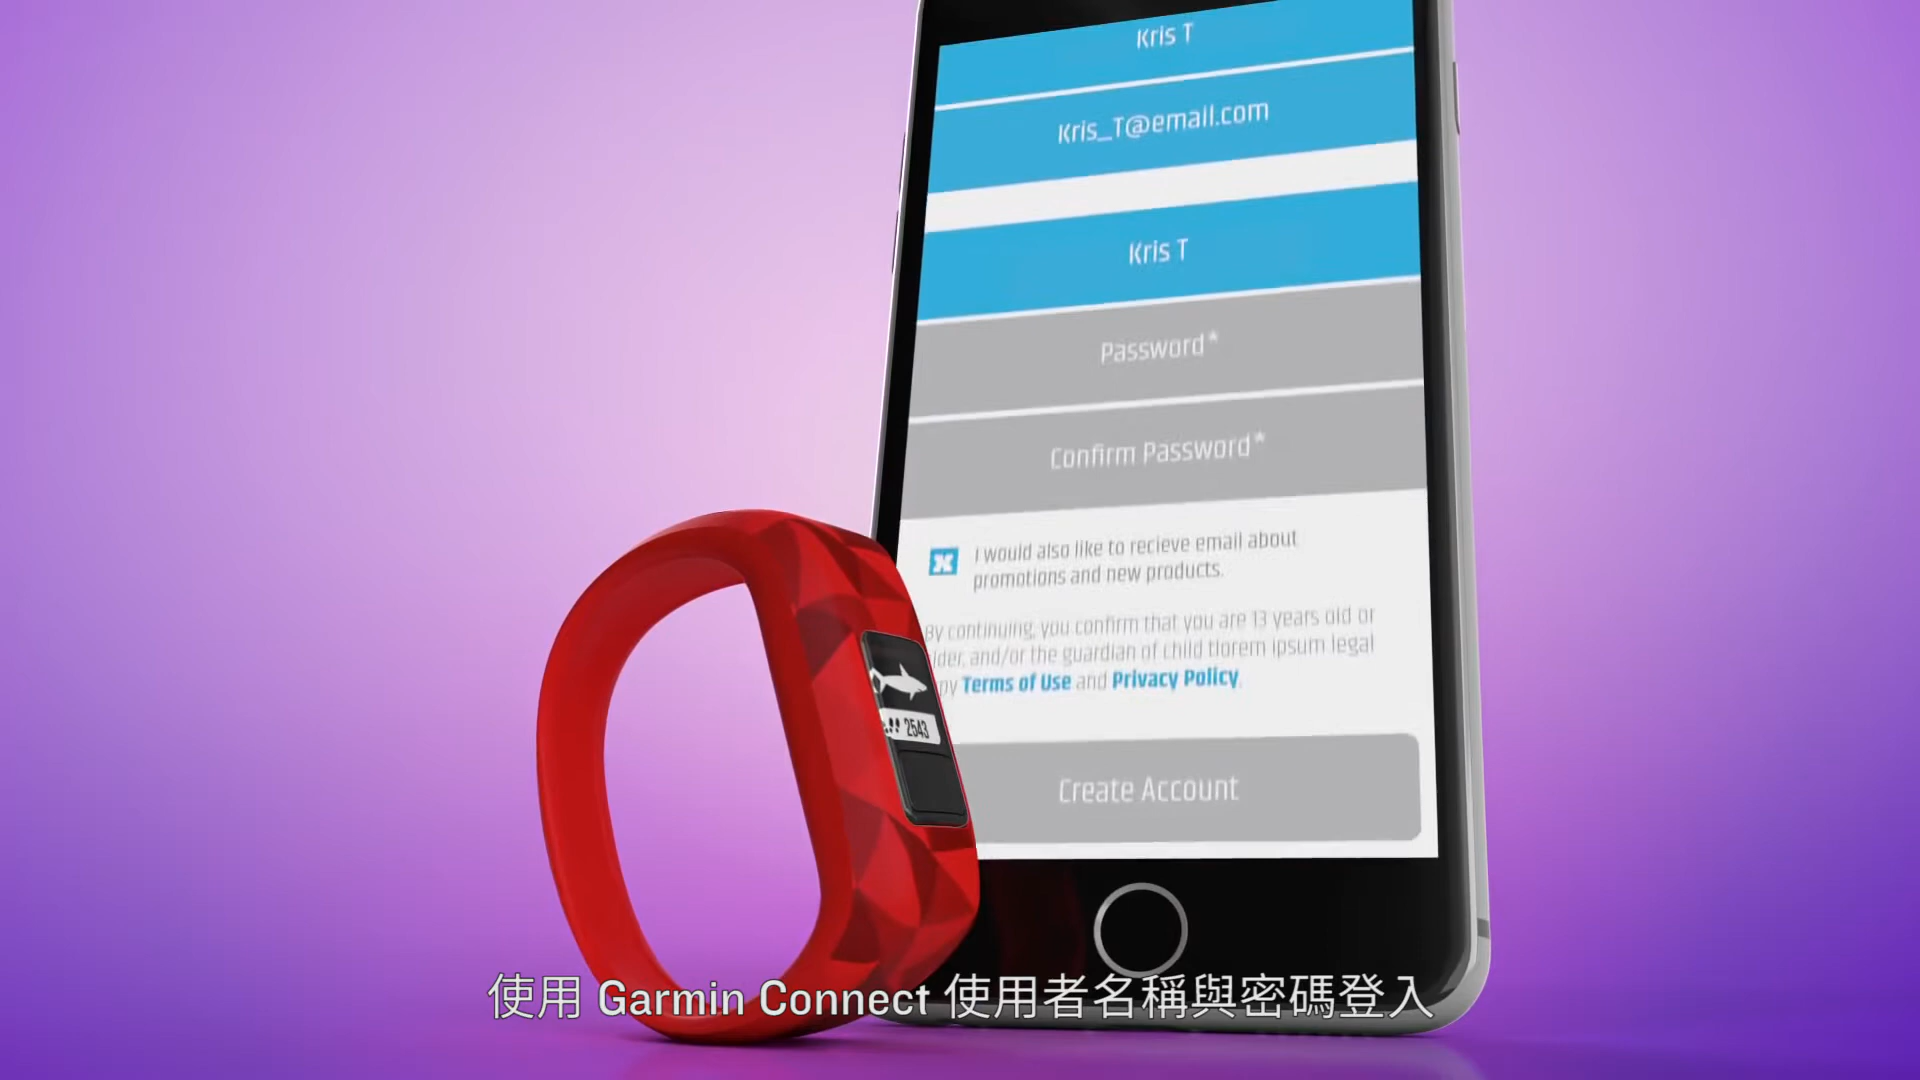 Kris T
Kris_T@email.com
Kris T
Password*
Confirm Password*
I would also like to recieve email about
promotions and new products.
By continuing, you confirm that you are 13 years old or
lder, and/or the guardian of child tlorem ipsum legal
py Terms of Use and Privacy Policy.
2543
Create Account
使用 Garmin Connect 使用者名稱與密碼登入